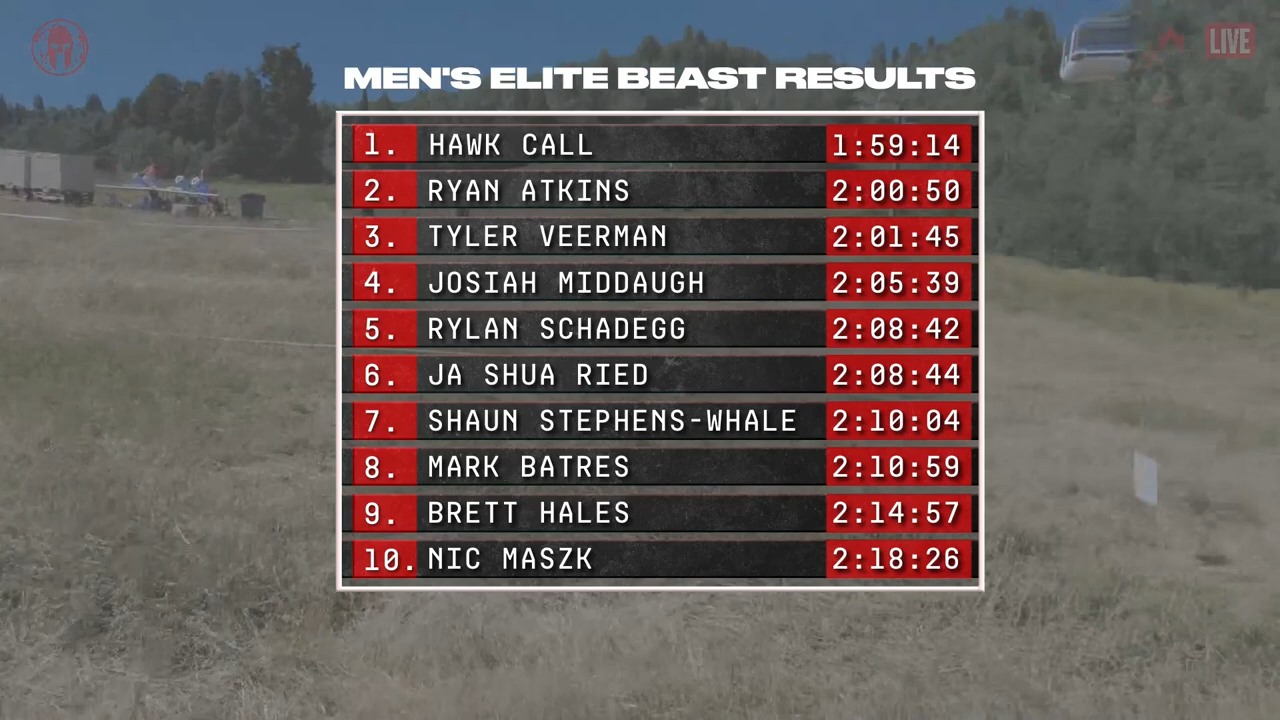 LIVE
MEN'S ELITE BEAST RESULTS
1. HAWK CALL 1:59:14
2. RYAN ATKINS 2:00:50
3. TYLER VEERMAN 2:01:45
4. JOSIAH MIDDAUGH 2:05:39
5. RYLAN SCHADEGG 2:08:42
6. JA SHUA RIED 2:08:44
7. SHAUN STEPHENS-WHALE 2:10:04
8. MARK BATRES 2:10:59
9. BRETT HALES 2:14:57
10. NIC MASZK 2:18:26